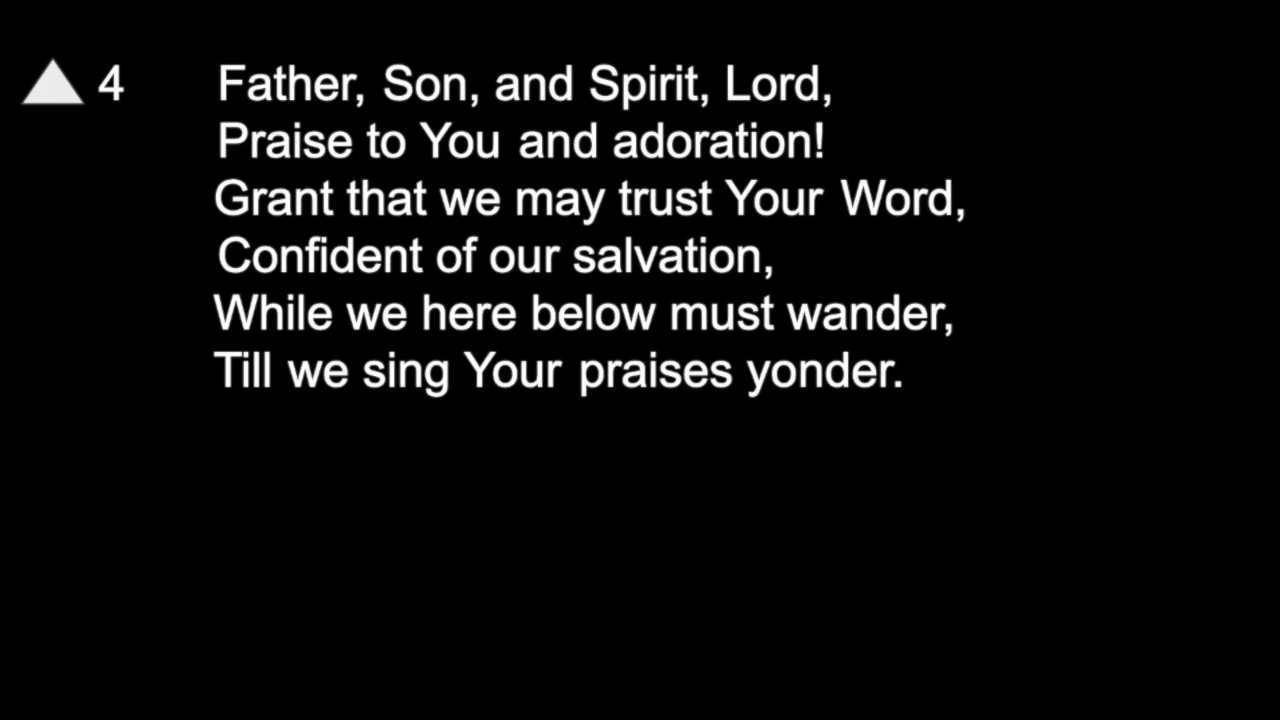 4 Father, Son, and Spirit, Lord,
Praise to You and adoration!
Grant that we may trust Your Word,
Confident of our salvation,
While we here below must wander,
Till we sing Your praises yonder.